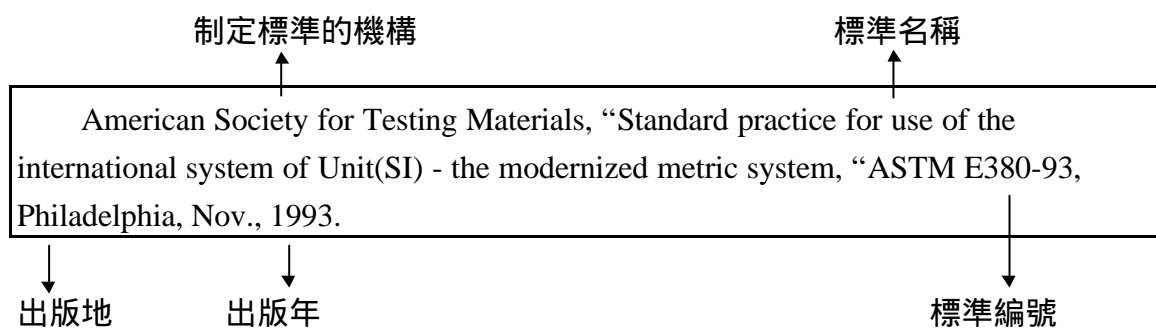 制定標準的機構 標準名稱
American Society for Testing Materials, “Standard practice for use of the
international system of Unit(SI) - the modernized metric system, “ASTM E380-93,
Philadelphia, Nov., 1993.
出版地 出版年 標準編號